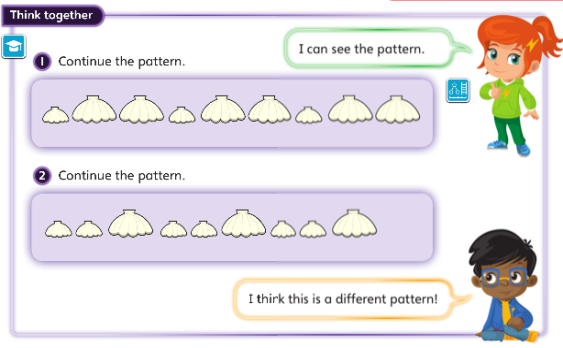 Think together
I can see the pattern.
1 Continue the pattern.
2 Continue the pattern.
I think this is a different pattern!